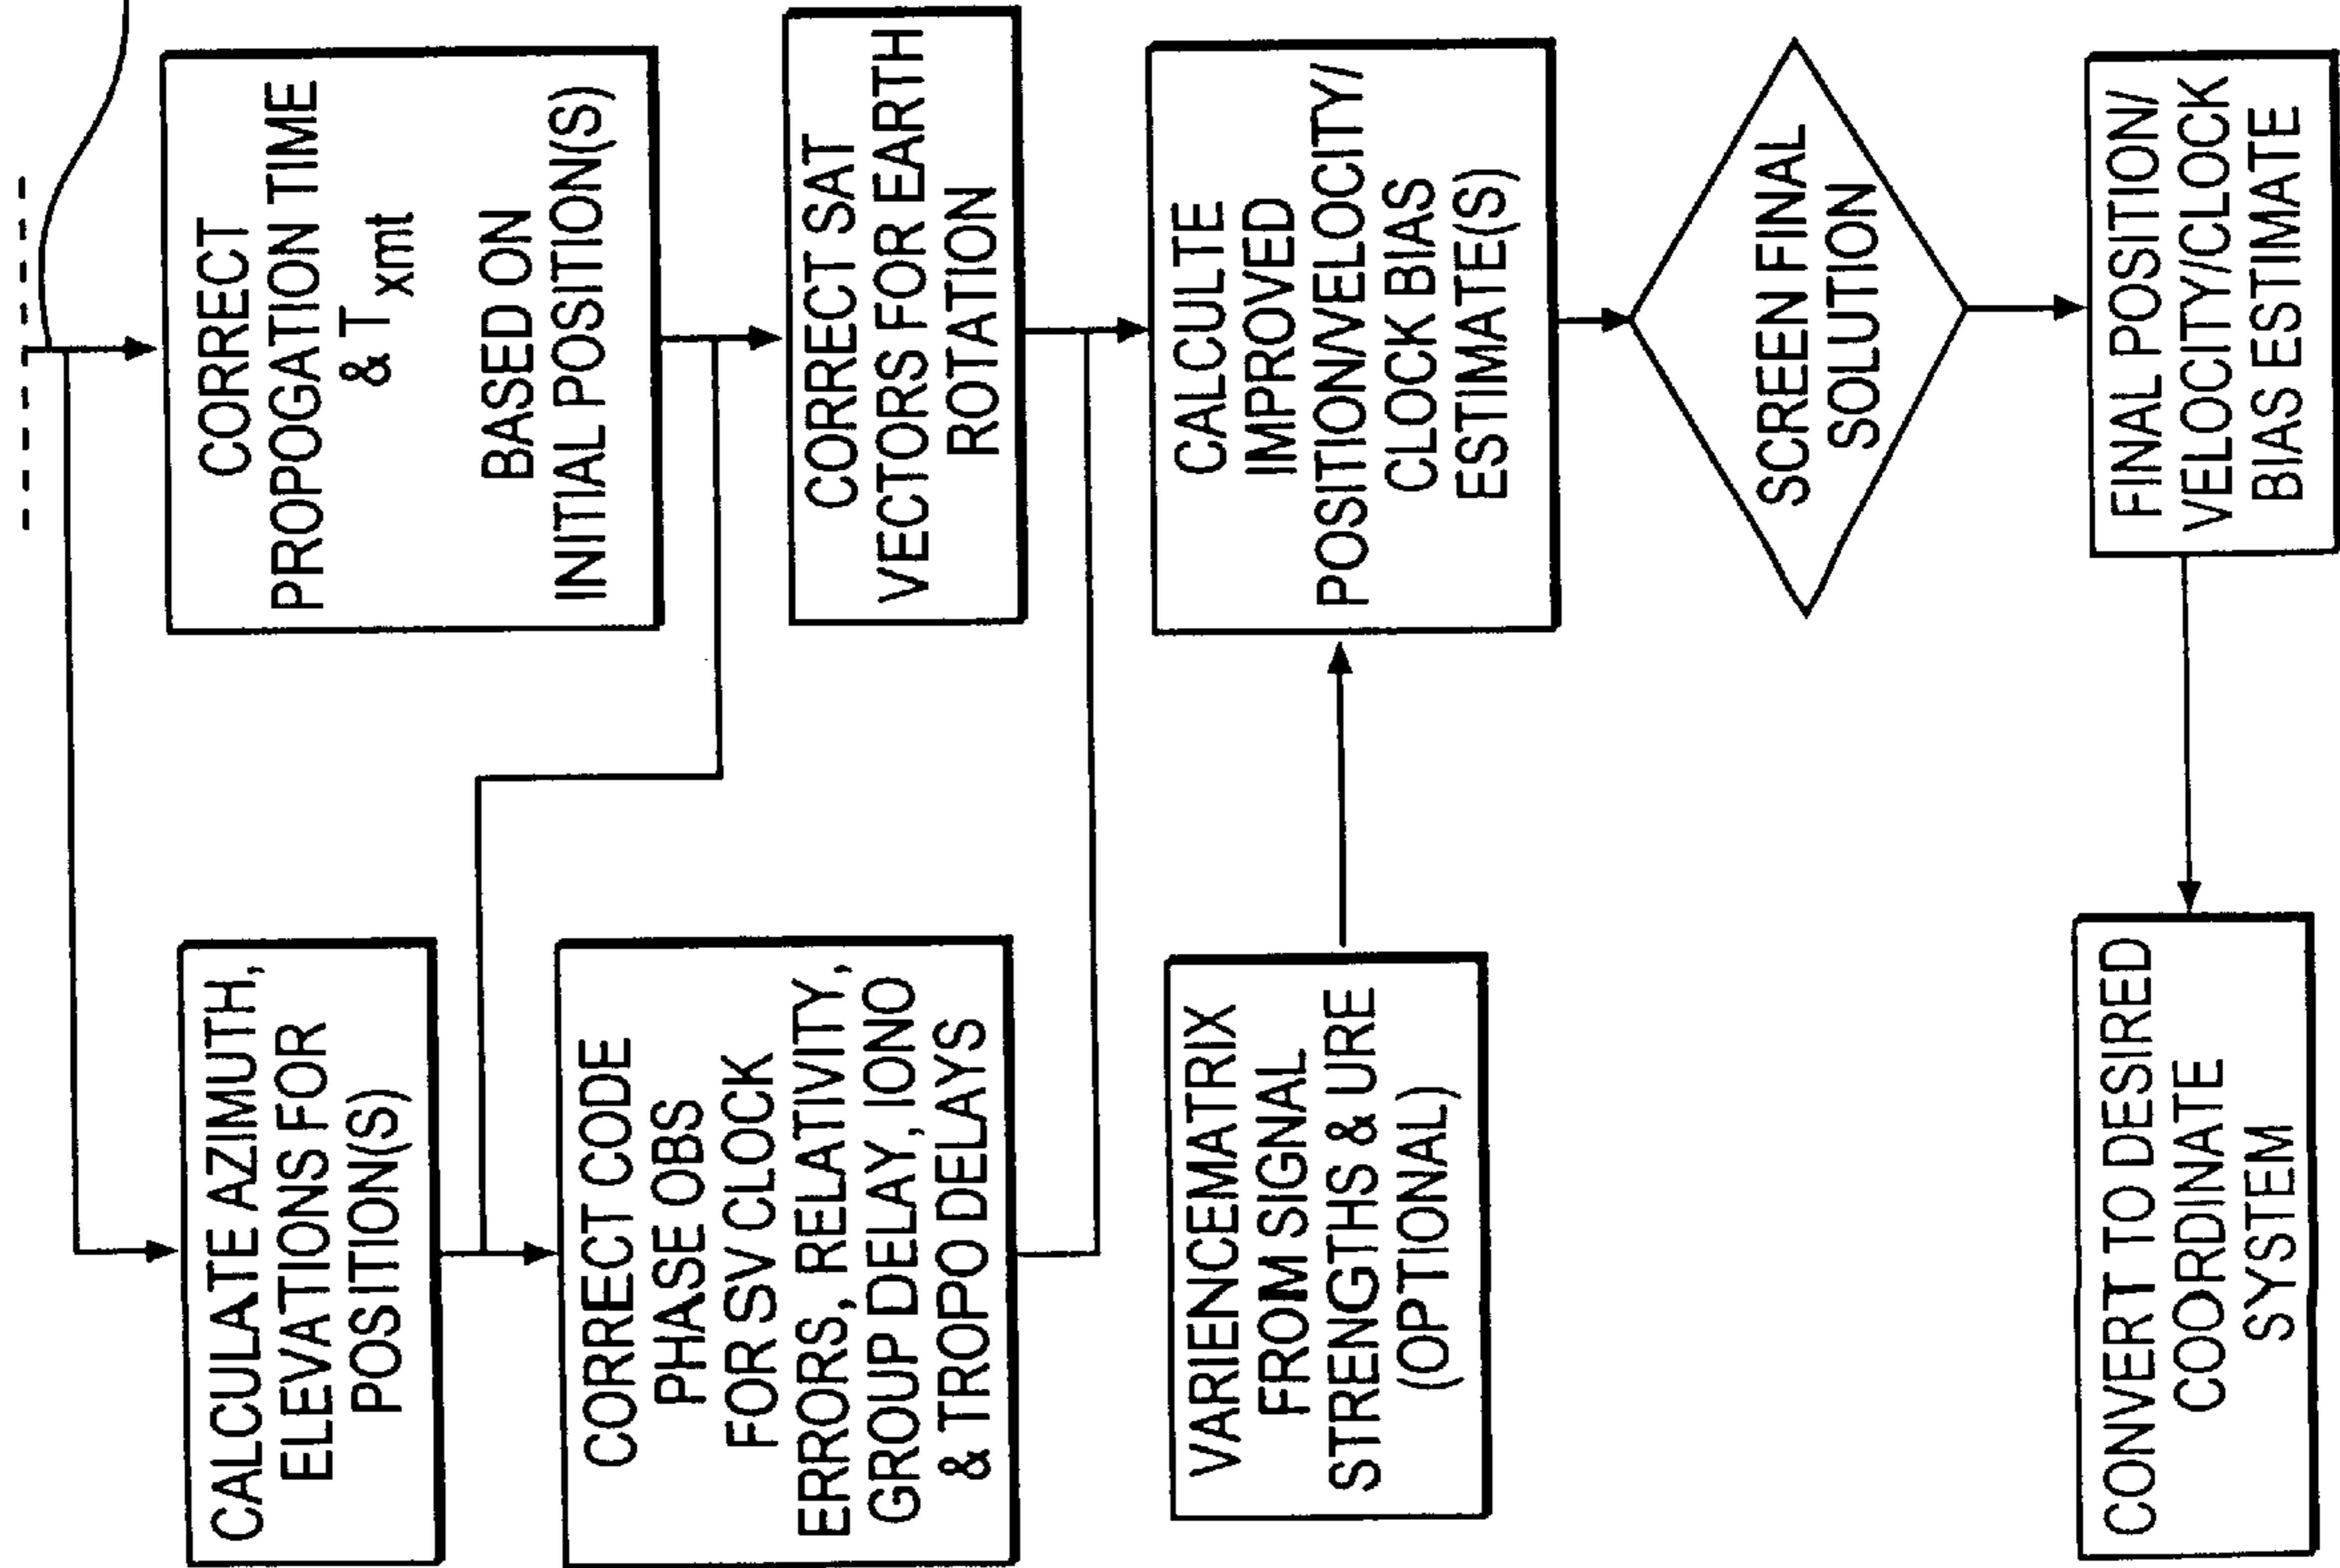 CALCULATE AZIMUTH,
ELEVATIONS FOR
POSITION(S)
CORRECT
PROPOGATION TIME
& T xmt
BASED ON
INITIAL POSITION(S)
CORRECT CODE
PHASE OBS
FOR SV CLOCK
ERRORS, RELATIVITY,
GROUP DELAY, IONO
& TROPO DELAYS
CORRECT SAT
VECTORS FOR EARTH
ROTATION
VARIENCEMATRIX
FROM SIGNAL
STRENGTHS & URE
(OPTIONAL)
CALCULTE
IMPROVED
POSITION/VELOCITY/
CLOCK BIAS
ESTIMATE(S)
SCREEN FINAL
SOLUTION
CONVERT TO DESIRED
COORDINATE
SYSTEM
FINAL POSITION/
VELOCITY/CLOCK
BIAS ESTIMATE